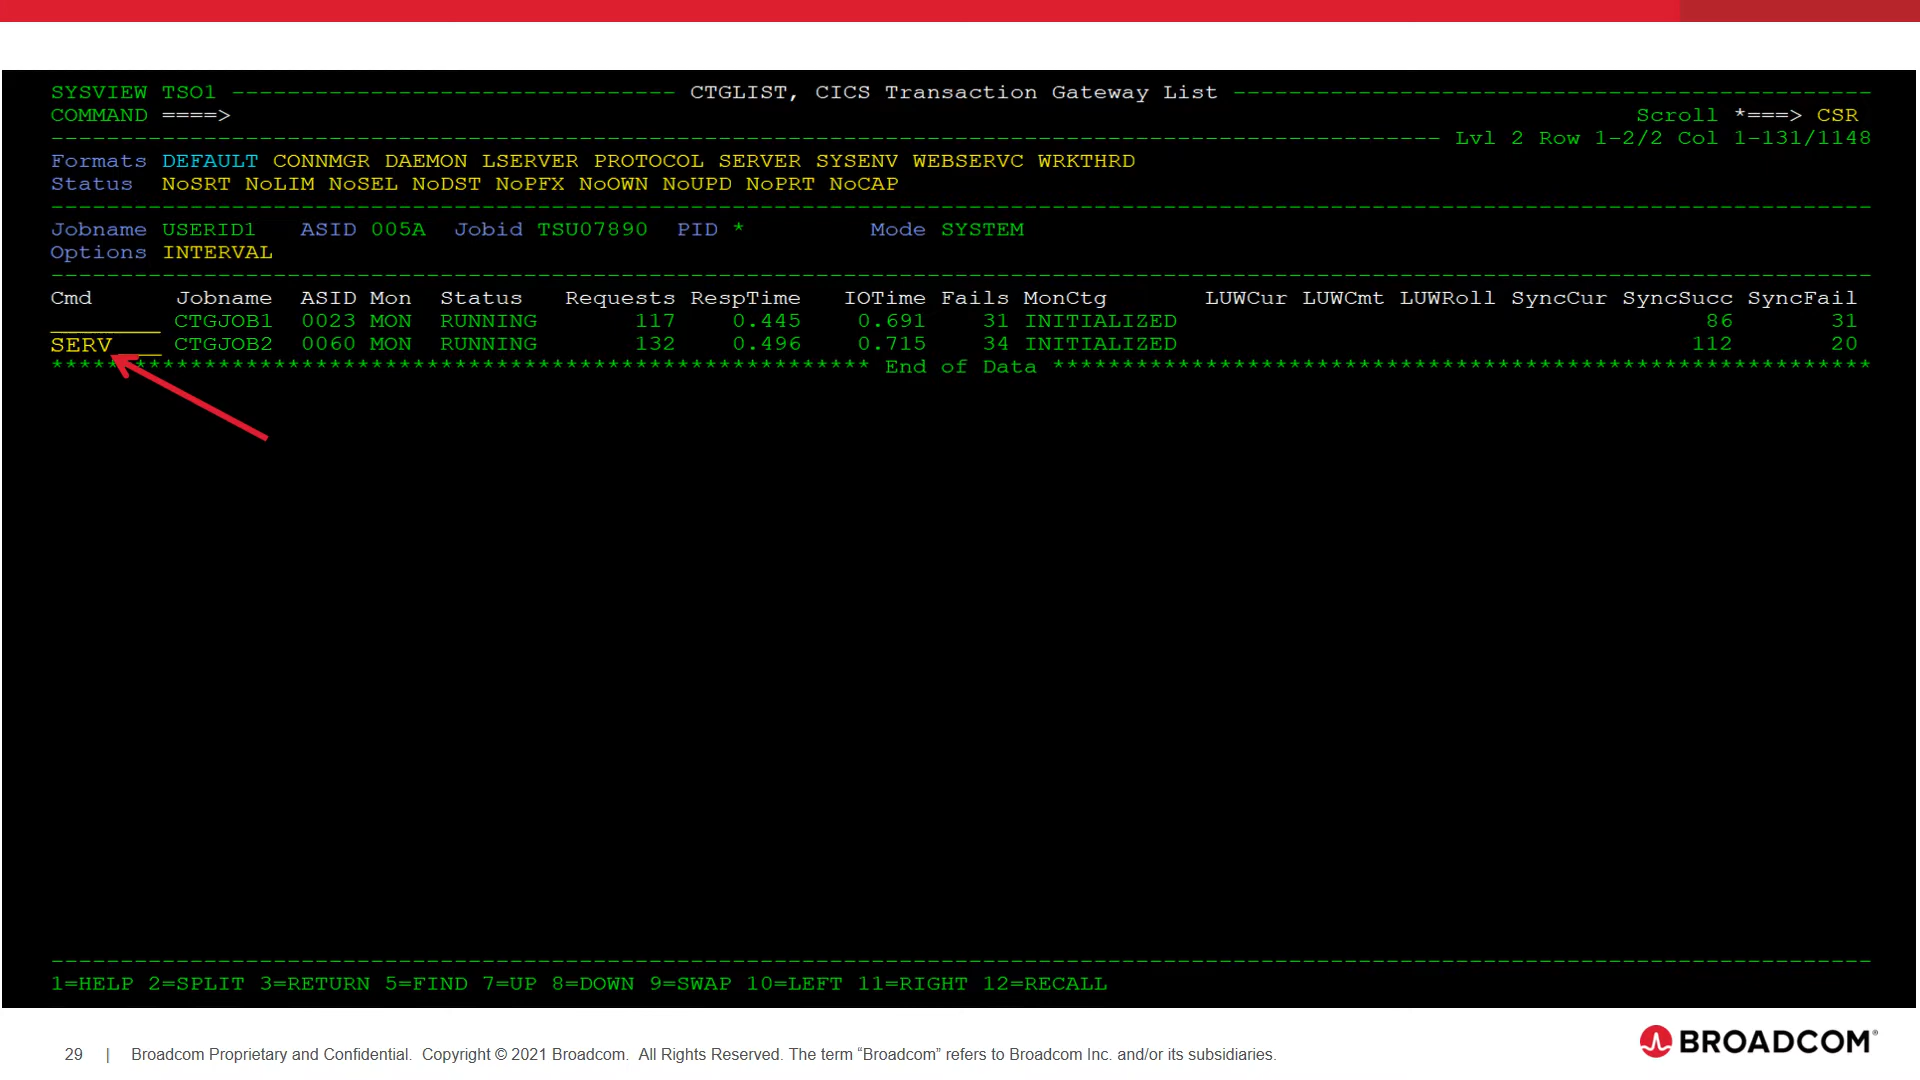 SYSVIEW TSO1 -------------------------------- CTGLIST, CICS Transaction Gateway List ----------------------------------------------
COMMAND ====> Scroll *===> CSR
---------------------------------------------------------------------------------------------------- Lvl 2 Row 1-2/2 Col 1-131/1148
Formats DEFAULT CONNMGR DAEMON LSERVER PROTOCOL SERVER SYSENV WEBSERVC WRKTHRD
Status NoSRT NoLIM NoSEL NoDST NoPFX NoOWN NoUPD NoPRT NoCAP
-----------------------------------------------------------------------------------------------------------------------------------
Jobname USERID1 ASID 005A Jobid TSU07890 PID * Mode SYSTEM
Options INTERVAL
-----------------------------------------------------------------------------------------------------------------------------------
Cmd Jobname ASID Mon Status Requests RespTime IOTime Fails MonCtg LUWCur LUWCmt LUWRoll SyncCur SyncSucc SyncFail
________ CTGJOB1 0023 MON RUNNING 117 0.445 0.691 31 INITIALIZED 86 31
SERV____ CTGJOB2 0060 MON RUNNING 132 0.496 0.715 34 INITIALIZED 112 20
*********************************************************** End of Data ***********************************************************
-----------------------------------------------------------------------------------------------------------------------------------
1=HELP 2=SPLIT 3=RETURN 5=FIND 7=UP 8=DOWN 9=SWAP 10=LEFT 11=RIGHT 12=RECALL
29 | Broadcom Proprietary and Confidential. Copyright © 2021 Broadcom. All Rights Reserved. The term “Broadcom” refers to Broadcom Inc. and/or its subsidiaries.
BROADCOM®